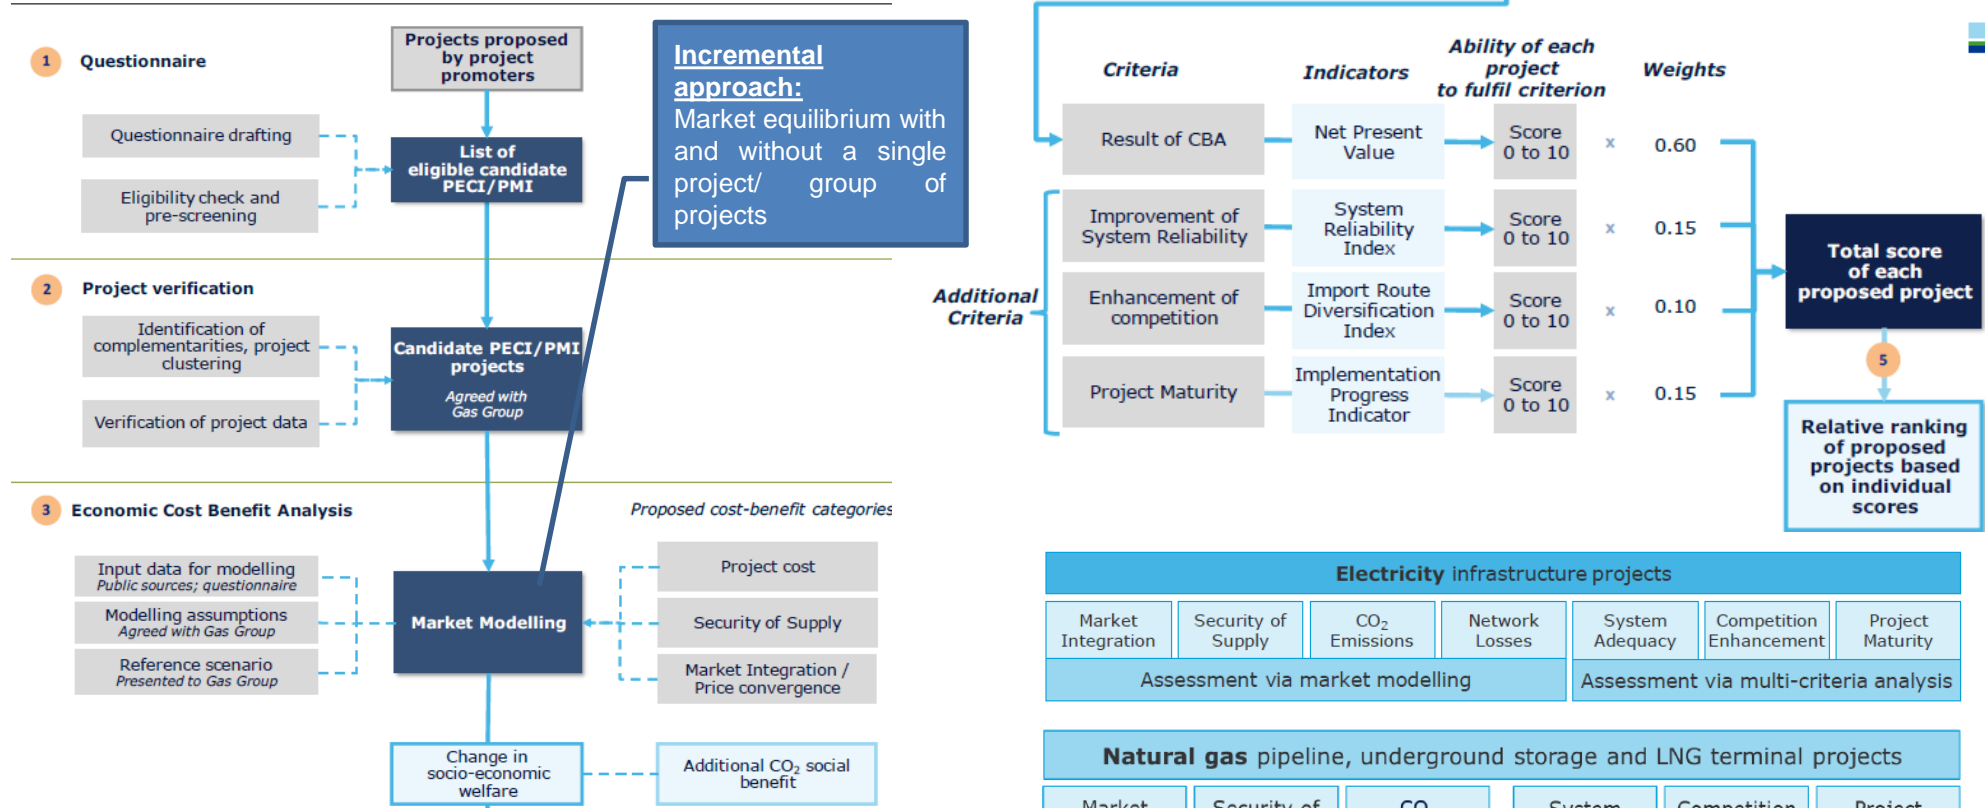 1
Questionnaire
Projects proposed
by project
promoters
Questionnaire drafting
Eligibility check and
pre-screening
List of
eligible candidate
PECI/PMI
Incremental
approach:
Market equilibrium with
and without a single
project/ group of
projects
2
Project verification
Identification of
complementarities, project
clustering
Verification of project data
Candidate PECI/PMI
projects
Agreed with
Gas Group
3
Economic Cost Benefit Analysis
Proposed cost-benefit categories
Input data for modelling
Public sources; questionnaire
Modelling assumptions
Agreed with Gas Group
Reference scenario
Presented to Gas Group
Market Modelling
Project cost
Security of Supply
Market Integration /
Price convergence
Change in
socio-economic
welfare
Additional CO₂ social
benefit
Criteria
Indicators
Ability of each
project
to fulfil criterion
Weights
Result of CBA
Net Present
Value
Score
0 to 10
x
0.60
Additional
Criteria
Improvement of
System Reliability
System
Reliability
Index
Score
0 to 10
x
0.15
Enhancement of
competition
Import Route
Diversification
Index
Score
0 to 10
x
0.10
Project Maturity
Implementation
Progress
Indicator
Score
0 to 10
x
0.15
Total score
of each
proposed project
5
Relative ranking
of proposed
projects based
on individual
scores
Electricity infrastructure projects
Market
Integration
Security of
Supply
CO₂
Emissions
Network
Losses
System
Adequacy
Competition
Enhancement
Project
Maturity
Assessment via market modelling
Assessment via multi-criteria analysis
Natural gas pipeline, underground storage and LNG terminal projects
Market
Security of
CO
System
Competition
Project